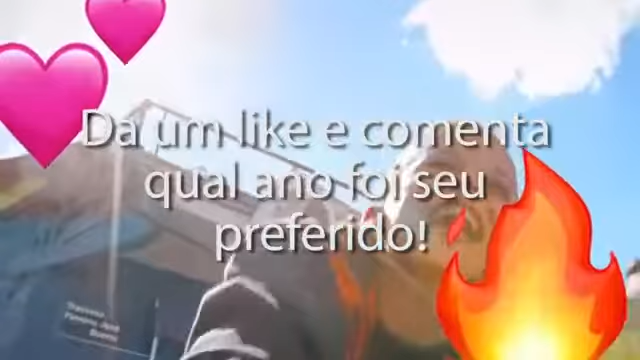 Da um like e comenta
qual ano foi seu
preferido!